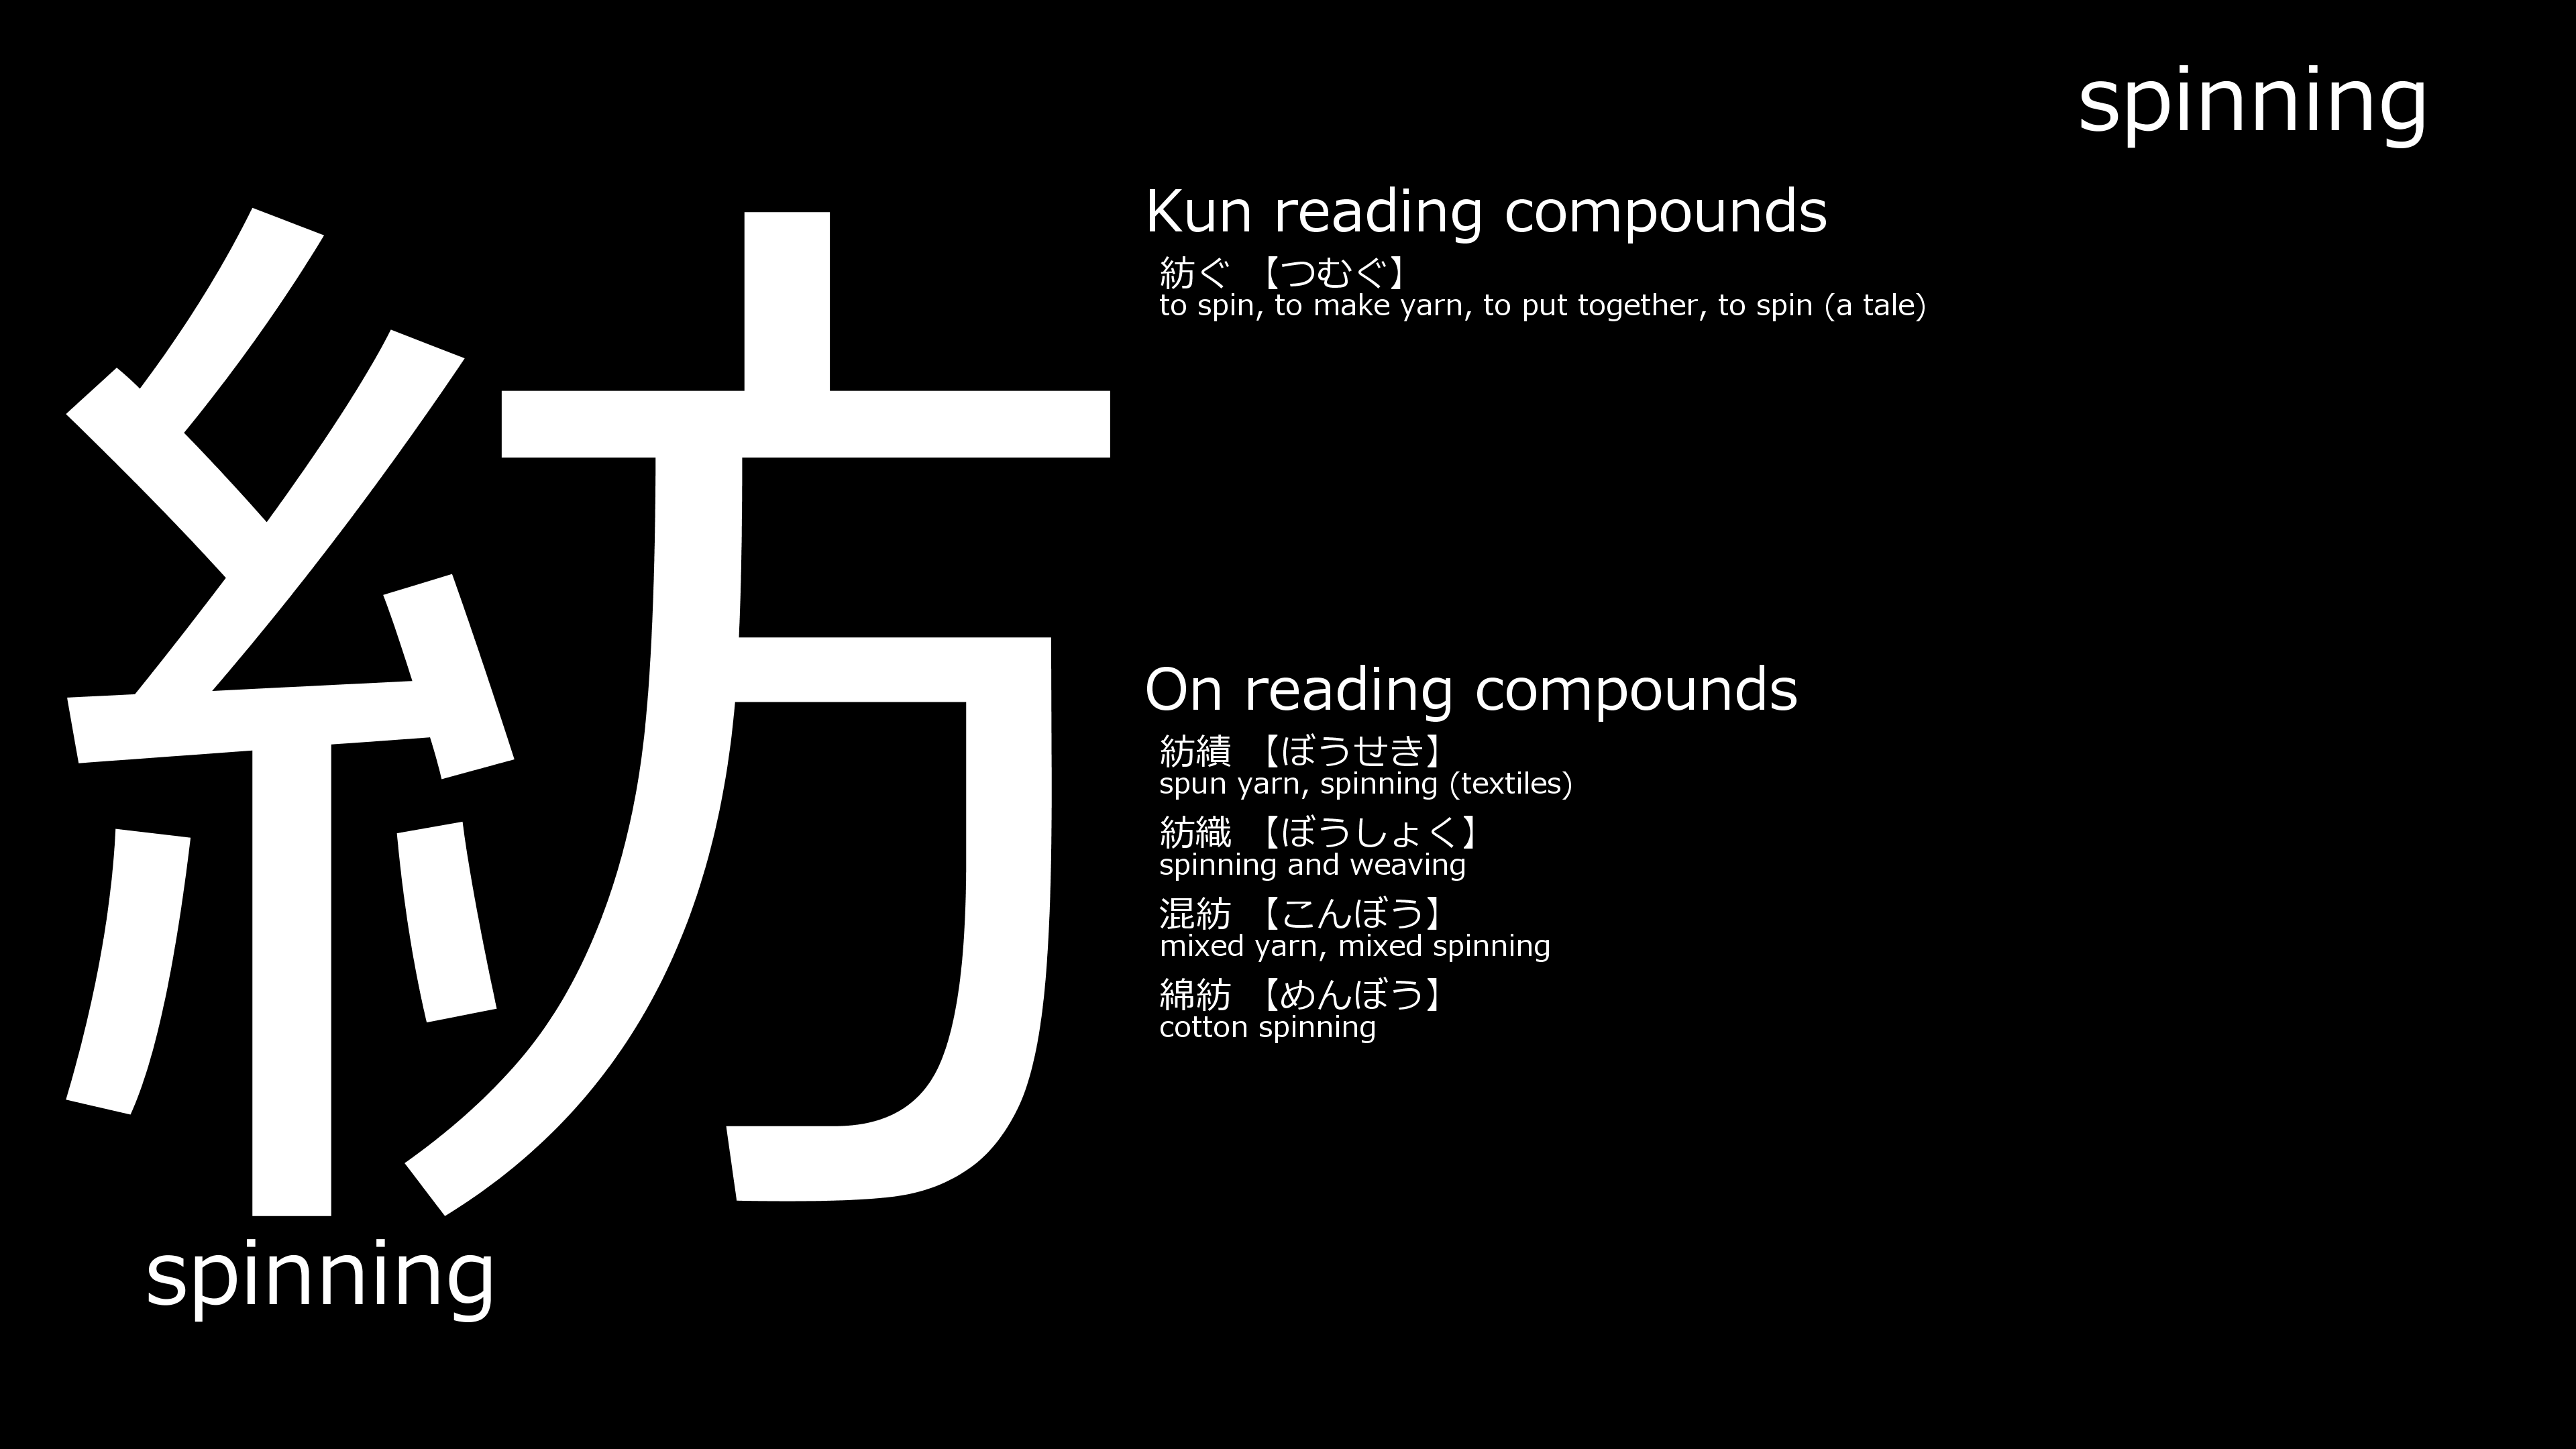 spinning
紡
spinning
Kun reading compounds
紡ぐ 【つむぐ】
to spin, to make yarn, to put together, to spin (a tale)
On reading compounds
紡績 【ぼうせき】
spun yarn, spinning (textiles)
紡織 【ぼうしょく】
spinning and weaving
混紡 【こんぼう】
mixed yarn, mixed spinning
綿紡 【めんぼう】
cotton spinning